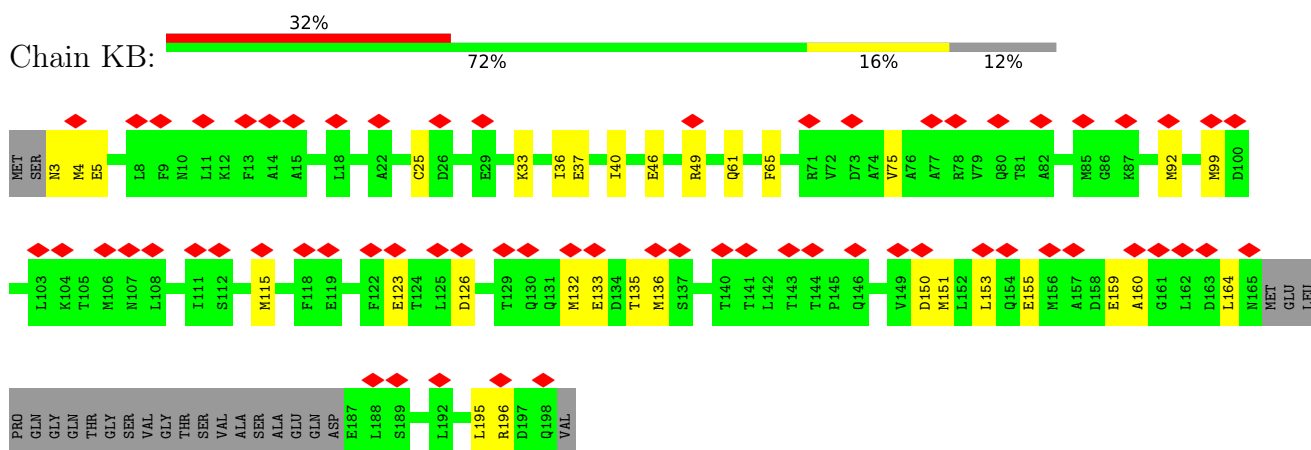 32%
Chain KB:
72% 16% 12%
MET SER N3 M4 E5 L8 F9 N10 L11 K12 F13 A14 A15 L18 A22 C25 D26 E29 K33 I36 E37 I40 E46 R49 Q61 F65 R71 V72 D73 A74 V75 A76 A77 R78 V79 Q80 T81 A82 M85 G86 K87 M92 M99 D100
L103 K104 T105 M106 N107 L108 I111 S112 M115 F118 E119 F122 E123 T124 L125 D126 T129 Q130 Q131 M132 E133 D134 T135 M136 S137 T140 T141 L142 T143 T144 P145 Q146 V149 D150 M151 L152 L153 Q154 E155 M156 A157 D158 E159 A160 G161 L162 D163 L164 N165 MET GLU LEU
PRO GLN GLY GLN THR GLY SER VAL GLY THR SER VAL ALA SER ALA GLU GLN ASP E187 L188 S189 L192 L195 R196 D197 Q198 VAL